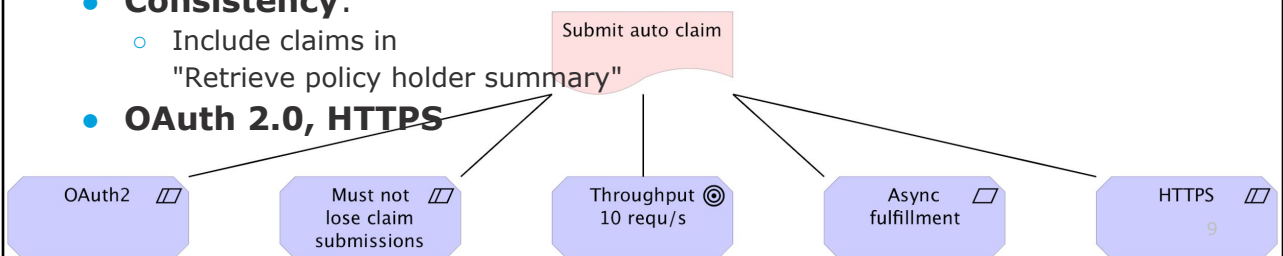 Consistency:
Include claims in
"Retrieve policy holder summary"
OAuth 2.0, HTTPS
Submit auto claim
OAuth2
Must not
lose claim
submissions
Throughput
10 requ/s
Async
fulfillment
HTTPS
9